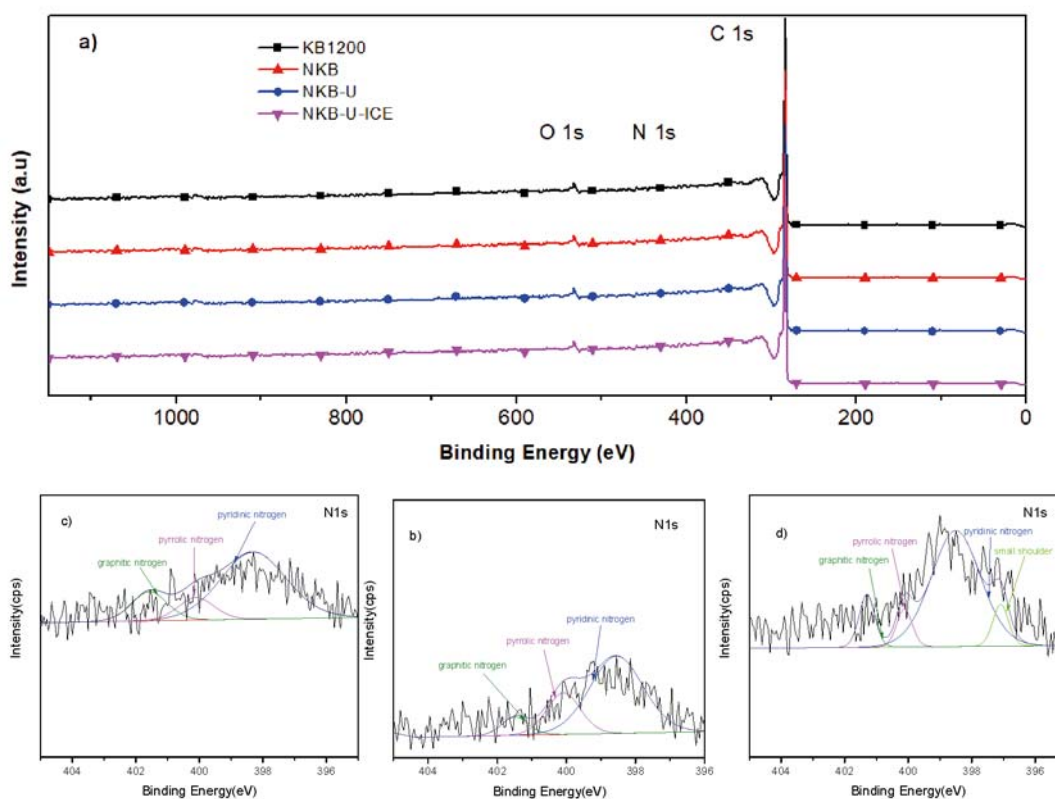 a)
KB1200
NKB
NKB-U
NKB-U-ICE
C 1s
O 1s
N 1s
Intensity (a.u)
1000
800
600
400
200
0
Binding Energy (eV)
c)
N1s
pyridinic nitrogen
pyrrolic nitrogen
graphitic nitrogen
Intensity(cps)
404
402
400
398
396
Binding Energy(eV)
b)
N1s
pyridinic nitrogen
pyrrolic nitrogen
graphitic nitrogen
Intensity(cps)
404
402
400
398
396
Binding Energy(eV)
d)
N1s
pyridinic nitrogen
pyrrolic nitrogen
small shoulder
graphitic nitrogen
Intensity(cps)
404
402
400
398
396
Binding Energy(eV)